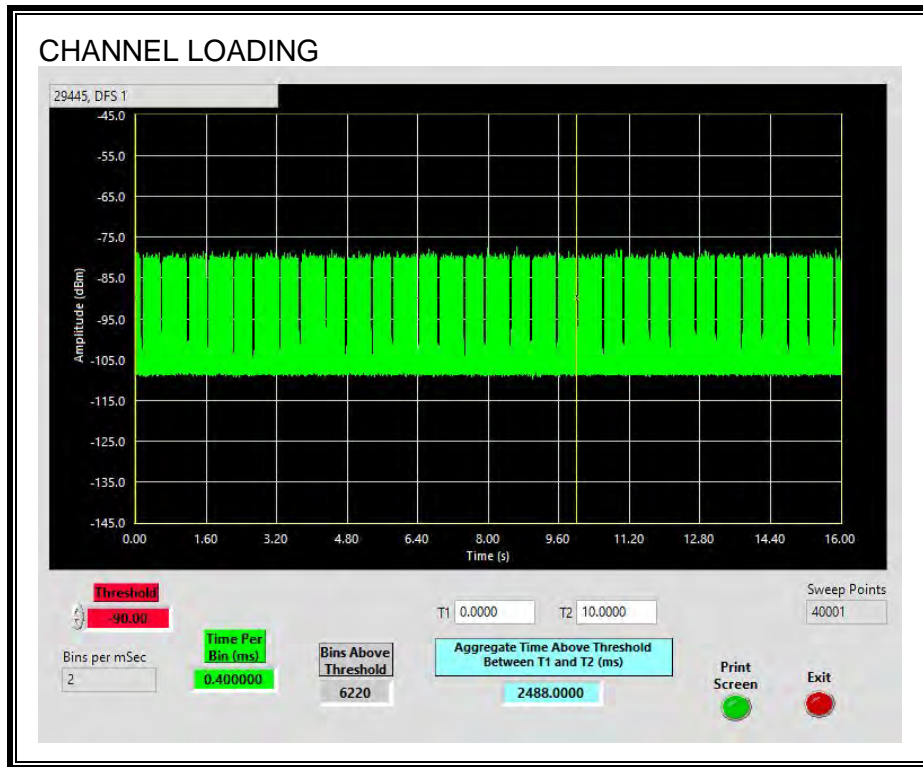 CHANNEL LOADING
29445, DFS 1
-45.0
-55.0
-65.0
-75.0
-85.0
-95.0
-105.0
-115.0
-125.0
-135.0
-145.0
Amplitude (dBm)
0.00 1.60 3.20 4.80 6.40 8.00 9.60 11.20 12.80 14.40 16.00
Time (s)
Threshold
-90.00
Bins per mSec
2
Time Per
Bin (ms)
0.400000
Bins Above
Threshold
6220
T1 0.0000 T2 10.0000
Aggregate Time Above Threshold
Between T1 and T2 (ms)
2488.0000
Sweep Points
40001
Print
Screen
Exit